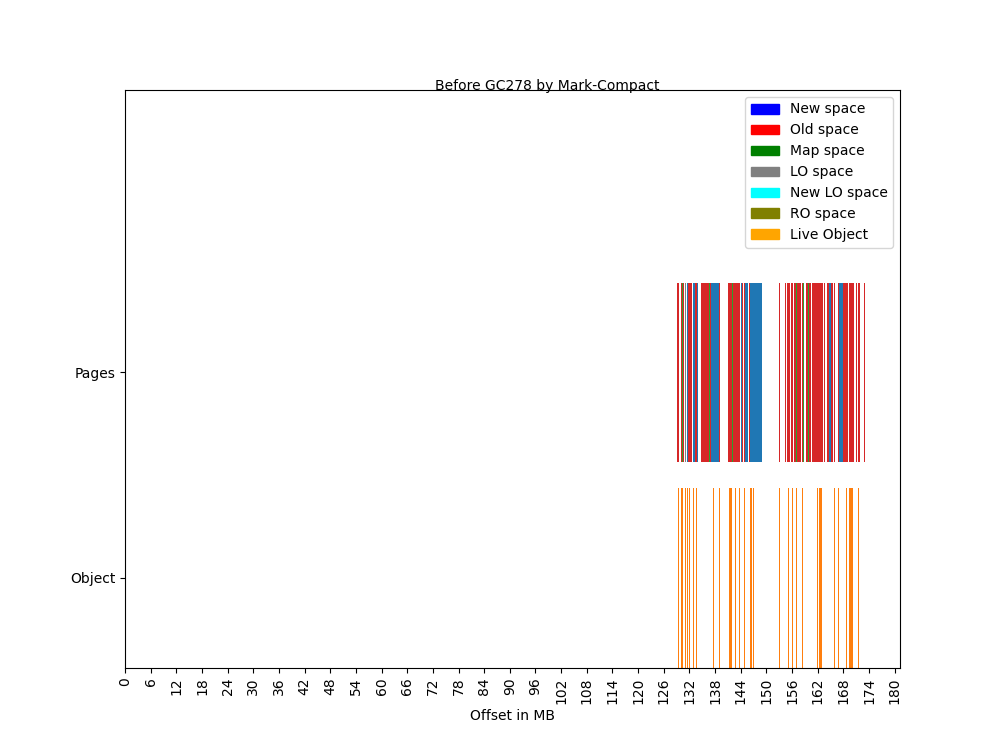 Before GC278 by Mark-Compact
New space
Old space
Map space
LO space
New LO space
RO space
Live Object
Pages
Object
0 6 12 18 24 30 36 42 48 54 60 66 72 78 84 90 96 102 108 114 120 126 132 138 144 150 156 162 168 174 180
Offset in MB